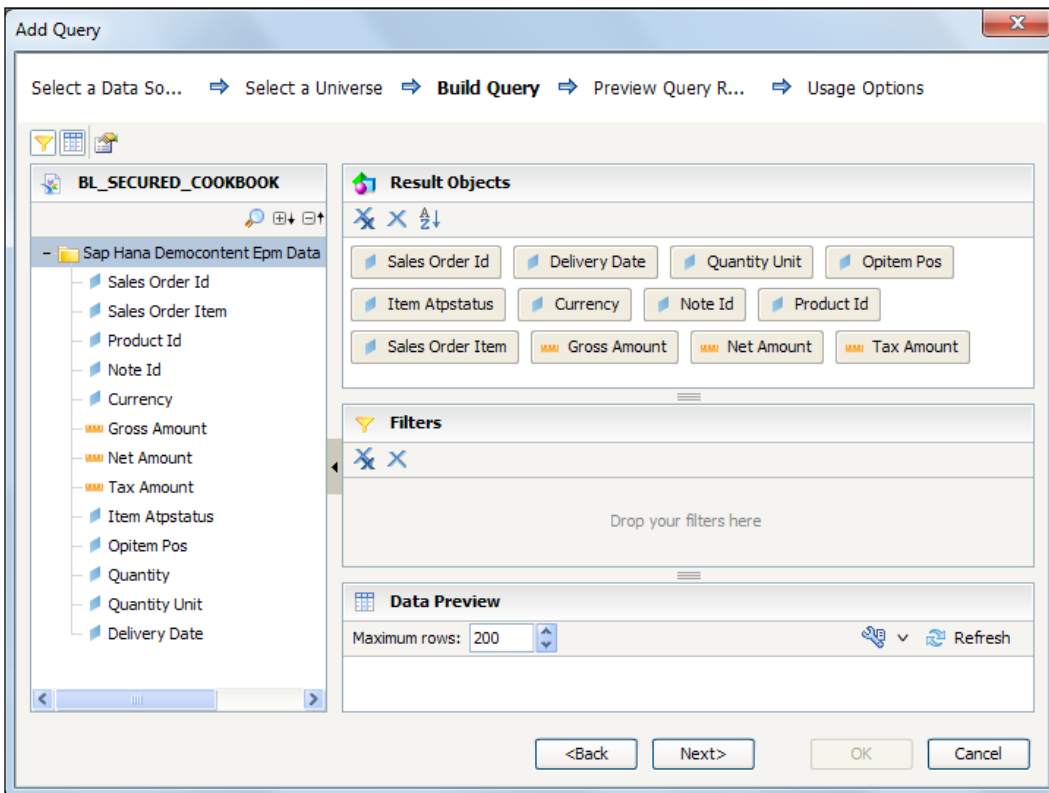 Add Query
Select a Data So... ⇒ Select a Universe ⇒ Build Query ⇒ Preview Query R... ⇒ Usage Options
BL_SECURED_COOKBOOK
Sap Hana Democontent Epm Data
Sales Order Id
Sales Order Item
Product Id
Note Id
Currency
Gross Amount
Net Amount
Tax Amount
Item Atpstatus
Opitem Pos
Quantity
Quantity Unit
Delivery Date
Result Objects
Sales Order Id Delivery Date Quantity Unit Opitem Pos
Item Atpstatus Currency Note Id Product Id
Sales Order Item Gross Amount Net Amount Tax Amount
Filters
Drop your filters here
Data Preview
Maximum rows: 200 Refresh
<Back Next> OK Cancel